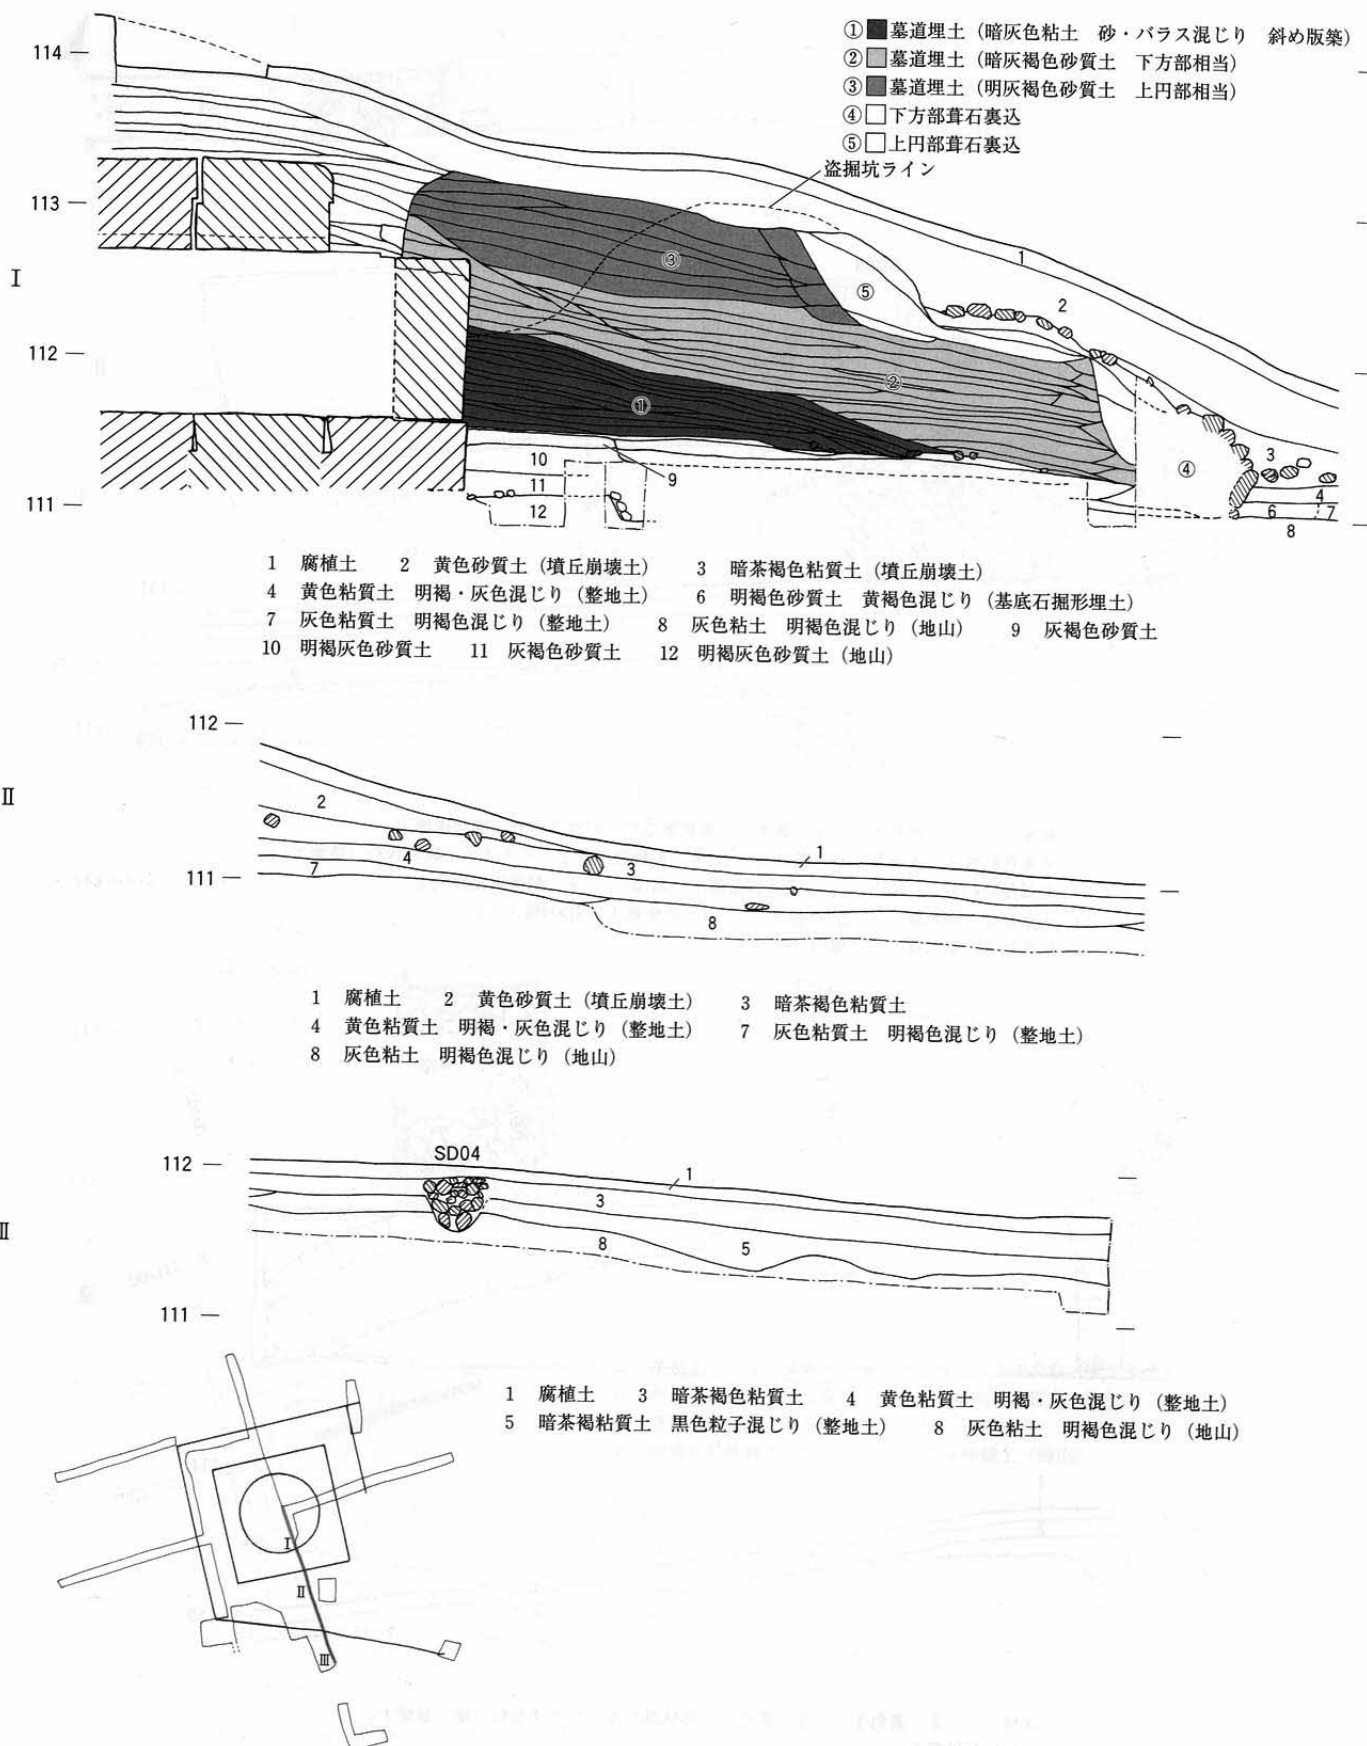 ①墓道埋土（暗灰色粘土　砂・バラス混じり　斜め版築）
②墓道埋土（暗灰褐色砂質土　下方部相当）
③墓道埋土（明灰褐色砂質土　上円部相当）
④下方部葺石裏込
⑤上円部葺石裏込
盗掘坑ライン
114
113
112
111
Ⅰ
③
⑤
②
①
④
1
2
3
4
6
7
8
9
10
11
12
1　腐植土　2　黄色砂質土（墳丘崩壊土）　3　暗茶褐色粘質土（墳丘崩壊土）
4　黄色粘質土　明褐・灰色混じり（整地土）　6　明褐色砂質土　黄褐色混じり（基底石掘形埋土）
7　灰色粘質土　明褐色混じり（整地土）　8　灰色粘土　明褐色混じり（地山）　9　灰褐色砂質土
10　明褐灰色砂質土　11　灰褐色砂質土　12　明褐灰色砂質土（地山）
112
111
Ⅱ
2
4
7
3
1
8
1　腐植土　2　黄色砂質土（墳丘崩壊土）　3　暗茶褐色粘質土
4　黄色粘質土　明褐・灰色混じり（整地土）　7　灰色粘質土　明褐色混じり（整地土）
8　灰色粘土　明褐色混じり（地山）
SD04
112
111
1
3
8
5
1　腐植土　3　暗茶褐色粘質土　4　黄色粘質土　明褐・灰色混じり（整地土）
5　暗茶褐粘質土　黒色粒子混じり（整地土）　8　灰色粘土　明褐色混じり（地山）
Ⅰ
Ⅱ
Ⅲ